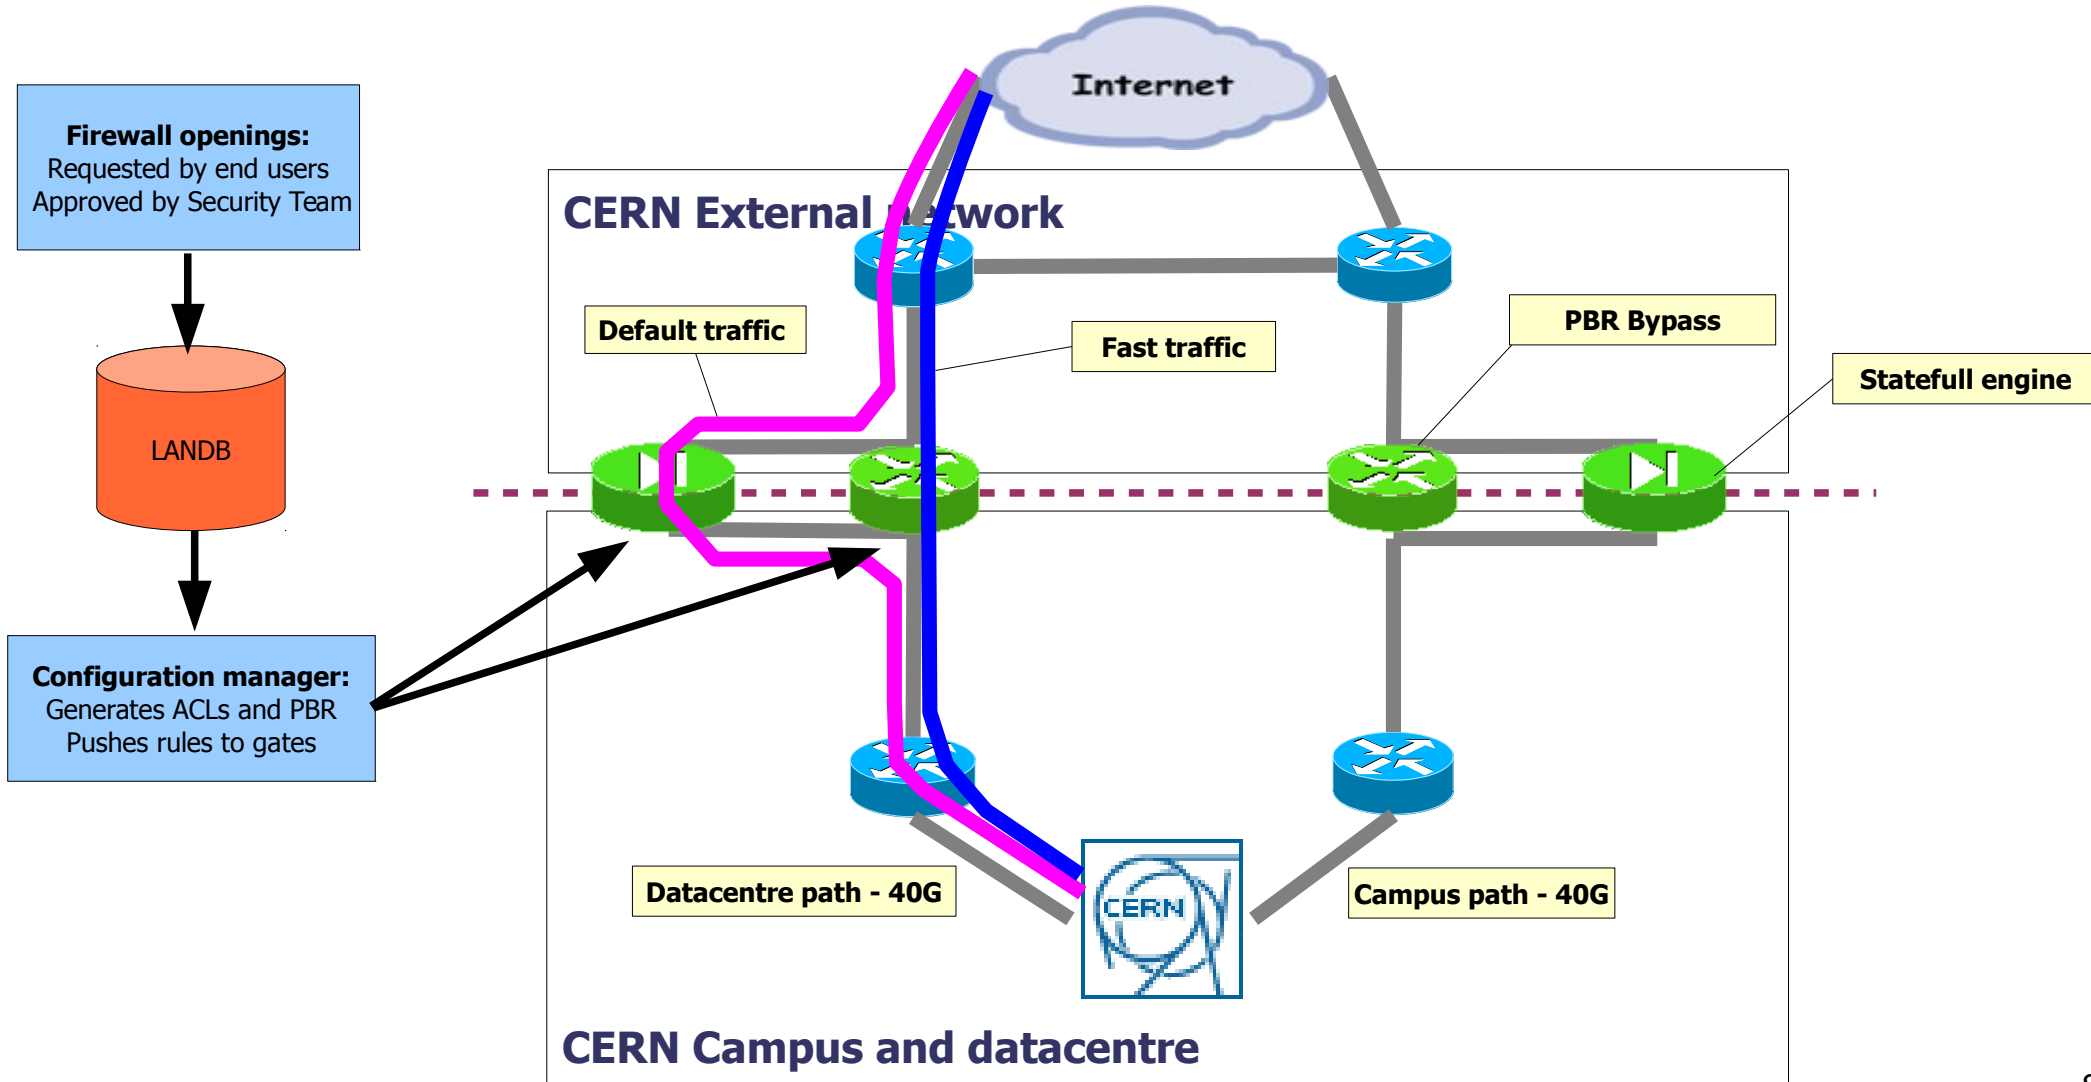 Internet
Firewall openings:
Requested by end users
Approved by Security Team
CERN External network
Default traffic
Fast traffic
PBR Bypass
Statefull engine
LANDB
Configuration manager:
Generates ACLs and PBR
Pushes rules to gates
Datacentre path - 40G
CERN
Campus path - 40G
CERN Campus and datacentre